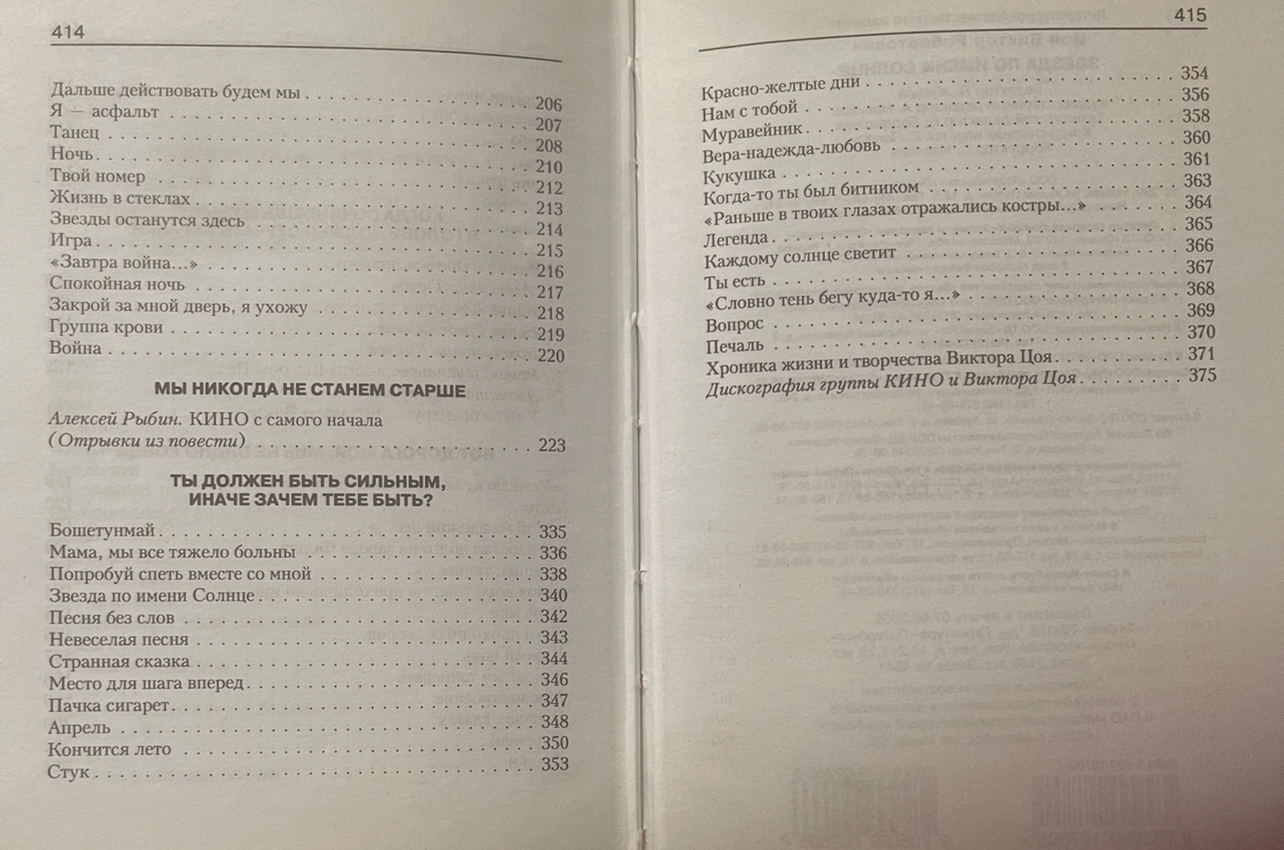 414
Дальше действовать будем мы . . . . . . . . . . . . . . . . . . . . 206
Я — асфальт . . . . . . . . . . . . . . . . . . . . 207
Танец . . . . . . . . . . . . . . . . . . . . 208
Ночь. . . . . . . . . . . . . . . . . . . . 210
Твой номер . . . . . . . . . . . . . . . . . . . . 212
Жизнь в стеклах . . . . . . . . . . . . . . . . . . . . 213
Звезды останутся здесь . . . . . . . . . . . . . . . . . . . . 214
Игра. . . . . . . . . . . . . . . . . . . . 215
«Завтра война...» . . . . . . . . . . . . . . . . . . . . 216
Спокойная ночь . . . . . . . . . . . . . . . . . . . . 217
Закрой за мной дверь, я ухожу . . . . . . . . . . . . . . . . . . . . 218
Группа крови . . . . . . . . . . . . . . . . . . . . 219
Война . . . . . . . . . . . . . . . . . . . . 220
МЫ НИКОГДА НЕ СТАНЕМ СТАРШЕ
Алексей Рыбин. КИНО с самого начала
(Отрывки из повести) . . . . . . . . . . . . . . . . . . . . 223
ТЫ ДОЛЖЕН БЫТЬ СИЛЬНЫМ,
ИНАЧЕ ЗАЧЕМ ТЕБЕ БЫТЬ?
Бошетунмай . . . . . . . . . . . . . . . . . . . . 335
Мама, мы все тяжело больны . . . . . . . . . . . . . . . . . . . . 336
Попробуй спеть вместе со мной . . . . . . . . . . . . . . . . . . . . 338
Звезда по имени Солнце . . . . . . . . . . . . . . . . . . . . 340
Песня без слов . . . . . . . . . . . . . . . . . . . . 342
Невеселая песня . . . . . . . . . . . . . . . . . . . . 343
Странная сказка . . . . . . . . . . . . . . . . . . . . 344
Место для шага вперед. . . . . . . . . . . . . . . . . . . . 346
Пачка сигарет. . . . . . . . . . . . . . . . . . . . 347
Апрель . . . . . . . . . . . . . . . . . . . . 348
Кончится лето . . . . . . . . . . . . . . . . . . . . 350
Стук . . . . . . . . . . . . . . . . . . . . 353
415
Красно-желтые дни . . . . . . . . . . . . . . . . . . . . 354
Нам с тобой . . . . . . . . . . . . . . . . . . . . 356
Муравейник. . . . . . . . . . . . . . . . . . . . 358
Вера-надежда-любовь . . . . . . . . . . . . . . . . . . . . 360
Кукушка . . . . . . . . . . . . . . . . . . . . 361
Когда-то ты был битником . . . . . . . . . . . . . . . . . . . . 363
«Раньше в твоих глазах отражались костры...» . . . . . . . . . . 364
Легенда. . . . . . . . . . . . . . . . . . . . 365
Каждому солнце светит . . . . . . . . . . . . . . . . . . . . 366
Ты есть . . . . . . . . . . . . . . . . . . . . 367
«Словно тень бегу куда-то я...» . . . . . . . . . . . . . . . . . . . . 368
Вопрос . . . . . . . . . . . . . . . . . . . . 369
Печаль . . . . . . . . . . . . . . . . . . . . 370
Хроника жизни и творчества Виктора Цоя. . . . . . . . . . . . . 371
Дискография группы КИНО и Виктора Цоя . . . . . . . . . . 375